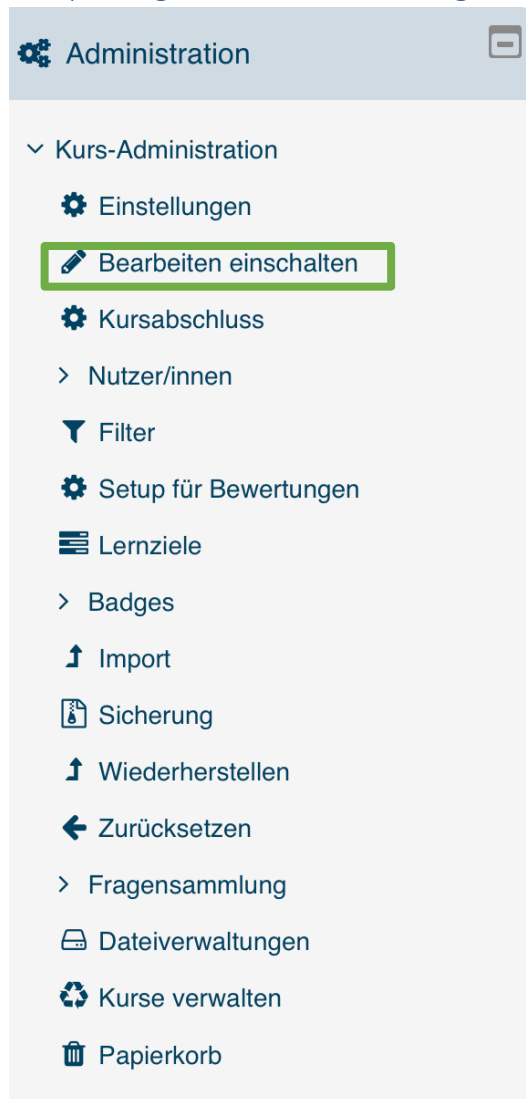 Administration
Kurs-Administration
Einstellungen
Bearbeiten einschalten
Kursabschluss
Nutzer/innen
Filter
Setup für Bewertungen
Lernziele
Badges
Import
Sicherung
Wiederherstellen
Zurücksetzen
Fragensammlung
Dateiverwaltungen
Kurse verwalten
Papierkorb